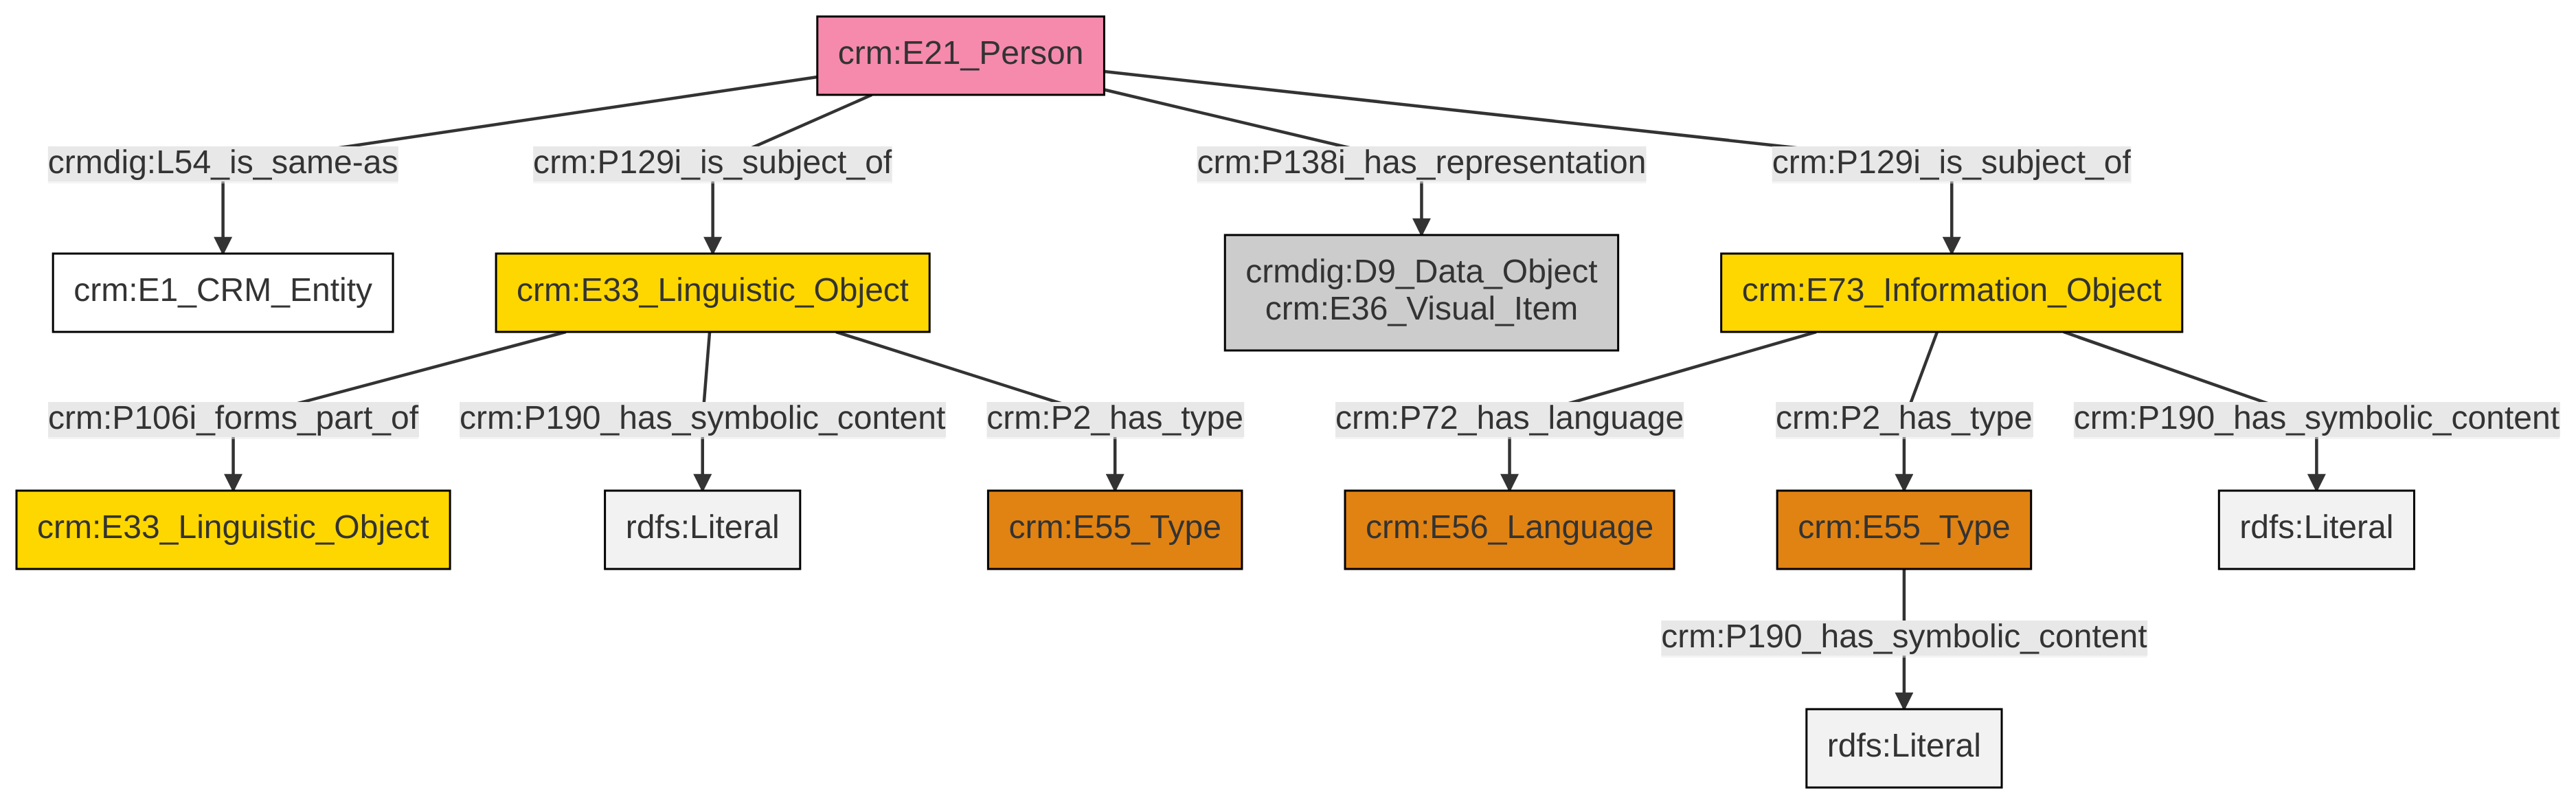 crm:E21_Person
crmdig:L54_is_same-as
crm:P129i_is_subject_of
crm:P138i_has_representation
crm:P129i_is_subject_of
crm:E1_CRM_Entity
crm:E33_Linguistic_Object
crmdig:D9_Data_Object
crm:E36_Visual_Item
crm:E73_Information_Object
crm:P106i_forms_part_of
crm:P190_has_symbolic_content
crm:P2_has_type
crm:P72_has_language
crm:P2_has_type
crm:P190_has_symbolic_content
crm:E33_Linguistic_Object
rdfs:Literal
crm:E55_Type
crm:E56_Language
crm:E55_Type
rdfs:Literal
crm:P190_has_symbolic_content
rdfs:Literal